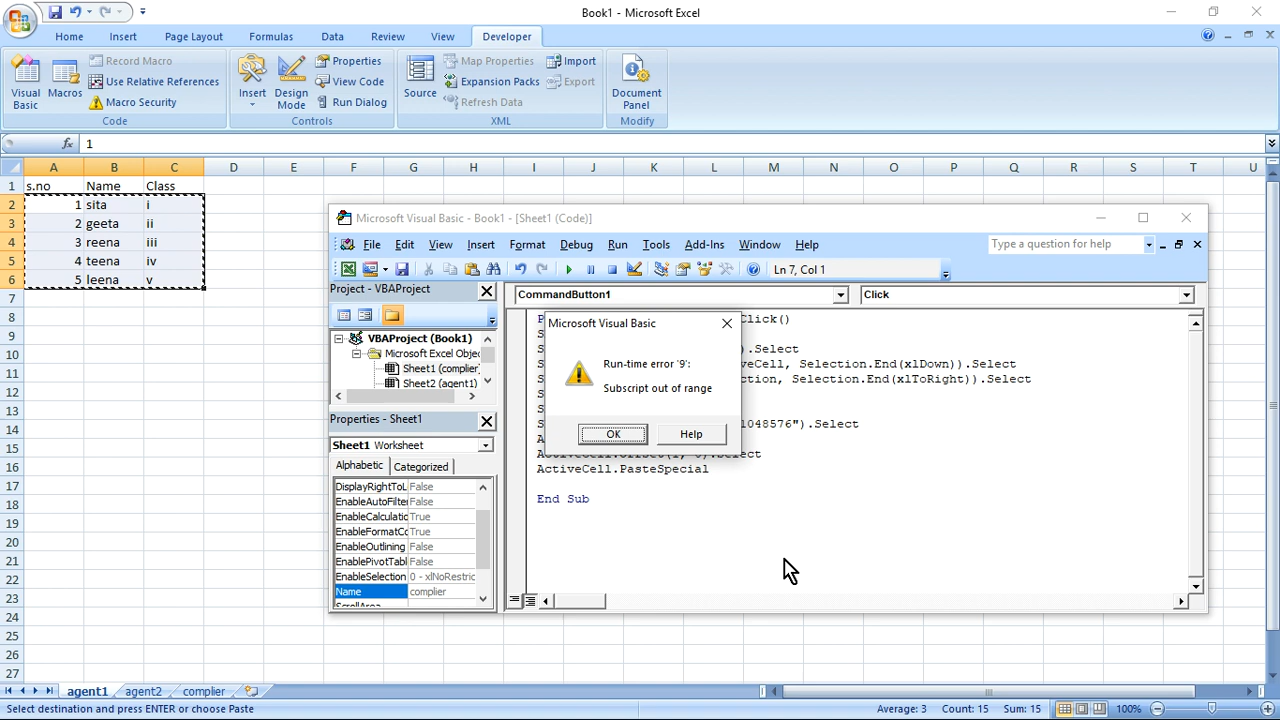 Book1 - Microsoft Excel
Home Insert Page Layout Formulas Data Review View Developer
Visual Basic
Macros
Record Macro
Use Relative References
Macro Security
Code
Insert
Design Mode
Properties
View Code
Run Dialog
Controls
Source
Map Properties
Expansion Packs
Refresh Data
Import
Export
XML
Document Panel
Modify
fx 1
A B C D E F G H I J K L M N O P Q R S T U
1 s.no Name Class
2 1 sita i
3 2 geeta ii
4 3 reena iii
5 4 teena iv
6 5 leena v
7
8
9
10
11
12
13
14
15
16
17
18
19
20
21
22
23
24
25
26
27
Microsoft Visual Basic - Book1 - [Sheet1 (Code)]
File Edit View Insert Format Debug Run Tools Add-Ins Window Help
Type a question for help
Ln 7, Col 1
Project - VBAProject
VBAProject (Book1)
Microsoft Excel Objec
Sheet1 (complier)
Sheet2 (agent1)
Properties - Sheet1
Sheet1 Worksheet
Alphabetic Categorized
DisplayRightToL False
EnableAutoFilter False
EnableCalculatic True
EnableFormatCo True
EnableOutlining False
EnablePivotTabl False
EnableSelection 0 - xlNoRestric
Name complier
CommandButton1
Click
Click()
).Select
veCell, Selection.End(xlDown)).Select
ction, Selection.End(xlToRight)).Select
1048576").Select
ActiveCell.PasteSpecial
End Sub
Microsoft Visual Basic
Run-time error '9':
Subscript out of range
OK Help
agent1 agent2 complier
Select destination and press ENTER or choose Paste
Average: 3 Count: 15 Sum: 15
100%